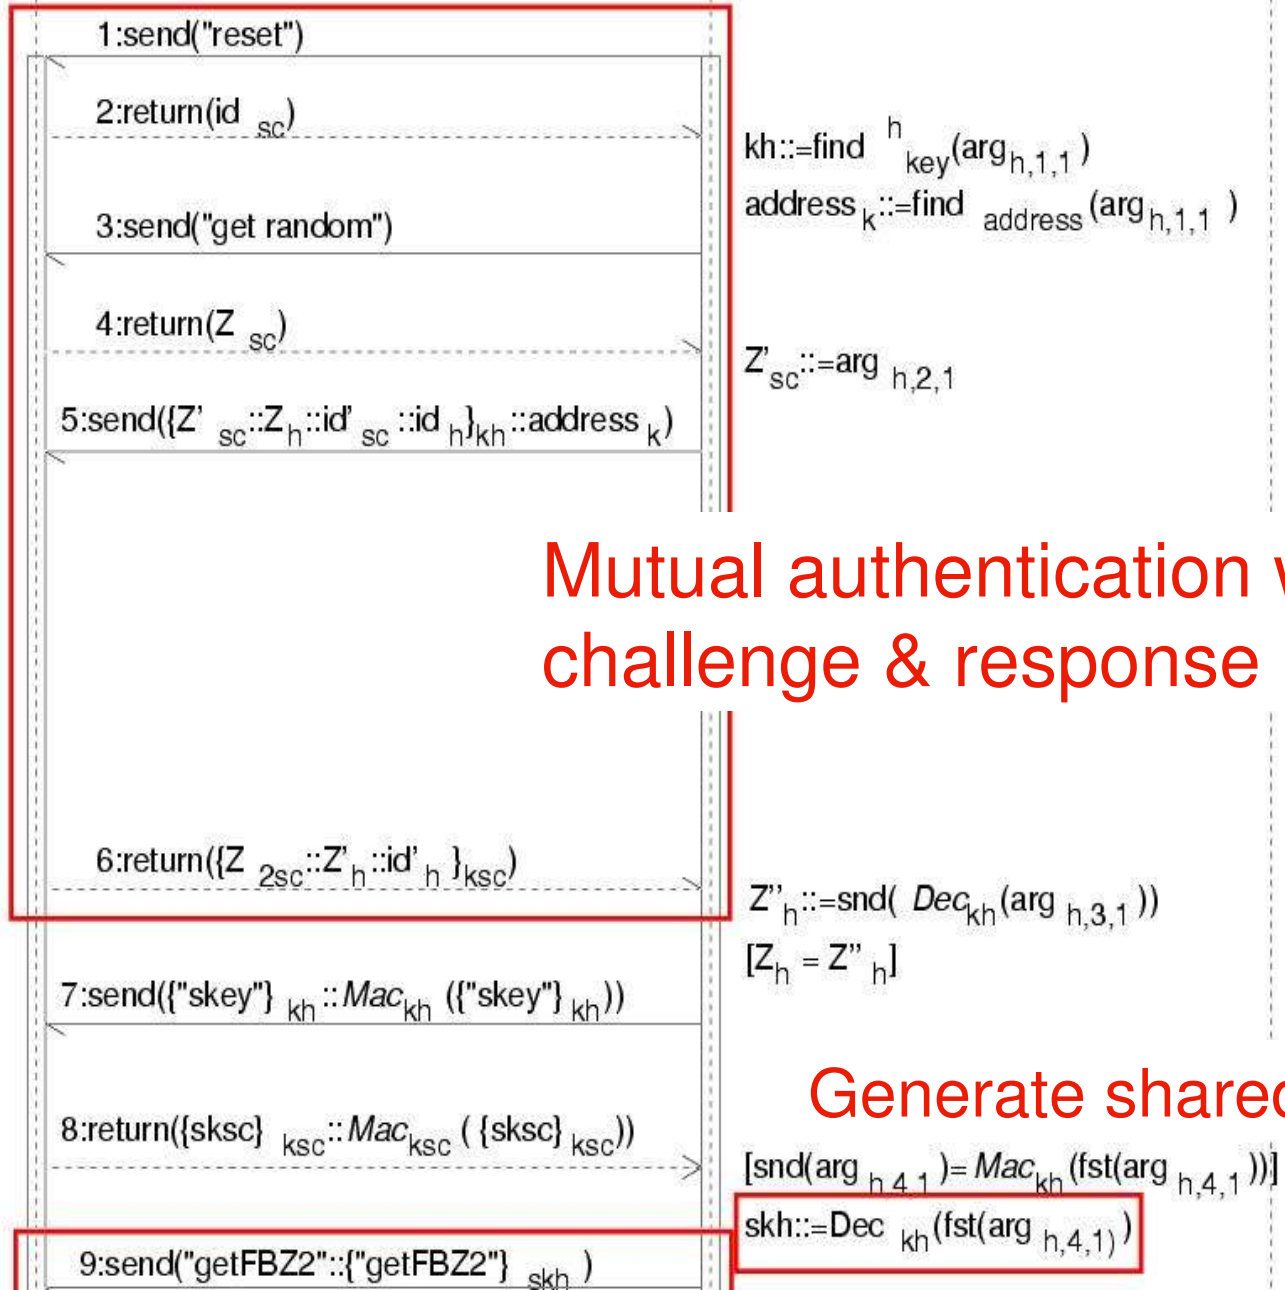 1:send("reset")
2:return(id sc)
kh::=find h key(arg h,1,1)
address k::=find address(arg h,1,1)
3:send("get random")
4:return(Z sc)
Z' sc::=arg h,2,1
5:send({Z' sc::Z h::id' sc::id h}kh::address k)
Mutual authentication
challenge & response
6:return({Z 2sc::Z' h::id' h}ksc)
Z'' h::=snd( Dec kh(arg h,3,1))
[Z h = Z'' h]
7:send({"skey"} kh::Mac kh ({"skey"} kh))
Generate shared
8:return({sksc} ksc::Mac ksc ( {sksc} ksc))
[snd(arg h,4,1)= Mac kh(fst(arg h,4,1))]
skh::=Dec kh(fst(arg h,4,1))
9:send("getFBZ2"::{"getFBZ2"} skh )